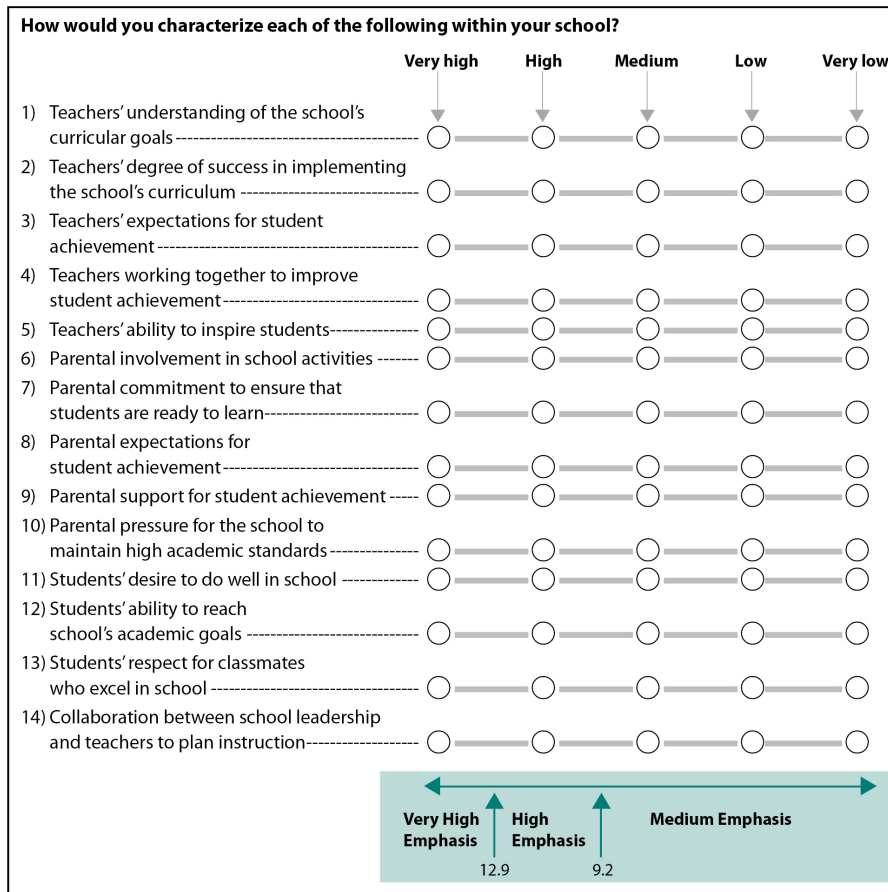 How would you characterize each of the following within your school?
Very high High Medium Low Very low
1) Teachers’ understanding of the school’s
curricular goals
2) Teachers’ degree of success in implementing
the school’s curriculum
3) Teachers’ expectations for student
achievement
4) Teachers working together to improve
student achievement
5) Teachers’ ability to inspire students
6) Parental involvement in school activities
7) Parental commitment to ensure that
students are ready to learn
8) Parental expectations for
student achievement
9) Parental support for student achievement
10) Parental pressure for the school to
maintain high academic standards
11) Students’ desire to do well in school
12) Students’ ability to reach
school’s academic goals
13) Students’ respect for classmates
who excel in school
14) Collaboration between school leadership
and teachers to plan instruction
Very High High Medium Emphasis
Emphasis Emphasis
12.9 9.2